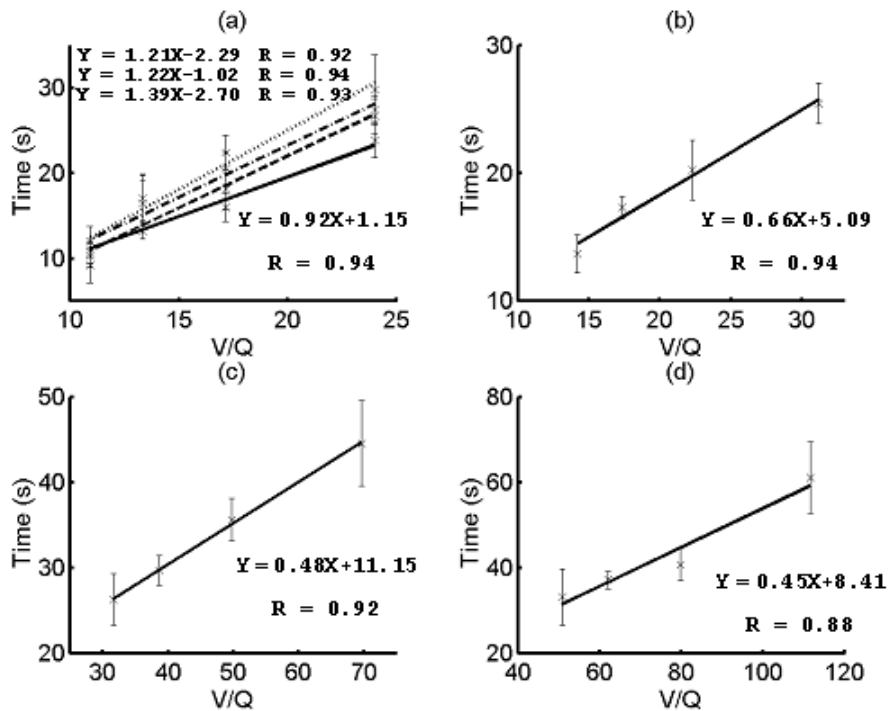 (a)
Y = 1.21X−2.29 R = 0.92
Y = 1.22X−1.02 R = 0.94
Y = 1.39X−2.70 R = 0.93
Y = 0.92X+1.15
R = 0.94
Time (s)
30
20
10
10 15 20 25
V/Q
(b)
Y = 0.66X+5.09
R = 0.94
Time (s)
30
20
10
10 15 20 25 30
V/Q
(c)
Y = 0.48X+11.15
R = 0.92
Time (s)
50
40
30
20
30 40 50 60 70
V/Q
(d)
Y = 0.45X+8.41
R = 0.88
Time (s)
80
60
40
20
40 60 80 100 120
V/Q